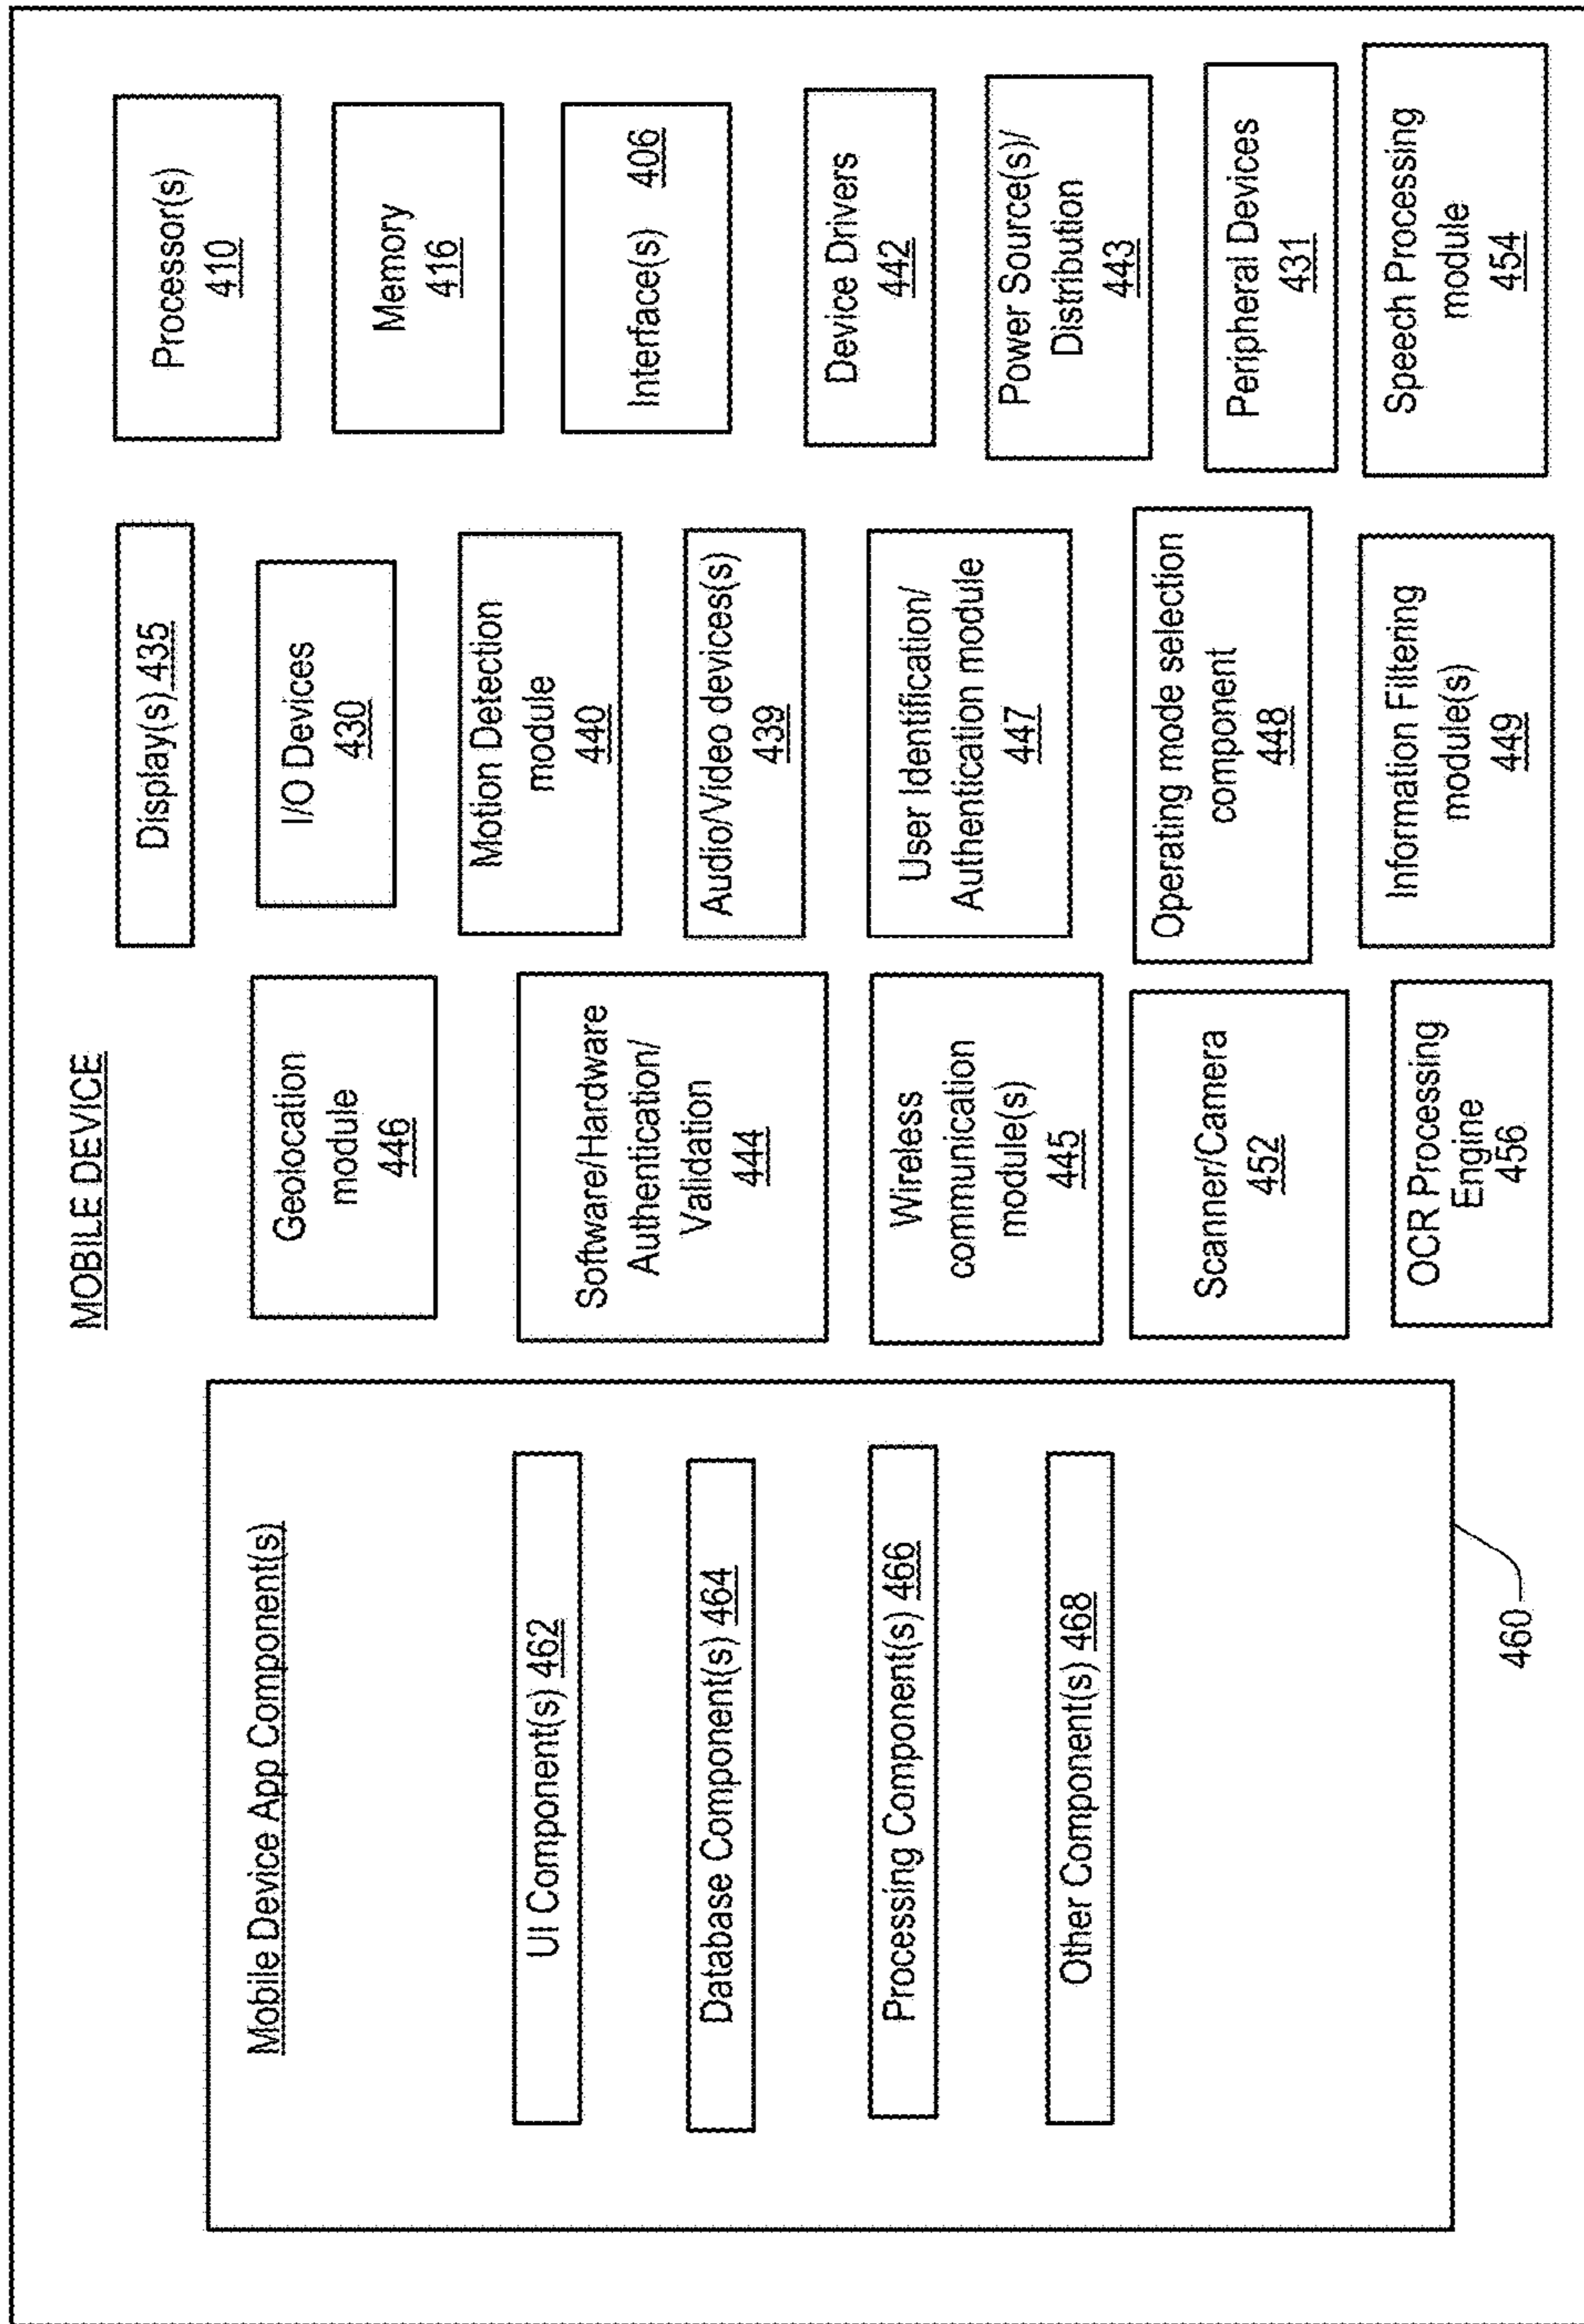 MOBILE DEVICE
Mobile Device App Component(s)
UI Component(s) 462
Database Component(s) 464
Processing Component(s) 466
Other Component(s) 468
460
Geolocation
module
446
Software/Hardware
Authentication/
Validation
444
Wireless
communication
module(s)
445
Scanner/Camera
452
OCR Processing
Engine
456
Display(s) 435
I/O Devices
430
Motion Detection
module
440
Audio/Video devices(s)
439
User Identification/
Authentication module
447
Operating mode selection
component
448
Information Filtering
module(s)
449
Processor(s)
410
Memory
416
Interface(s) 406
Device Drivers
442
Power Source(s)/
Distribution
443
Peripheral Devices
431
Speech Processing
module
454